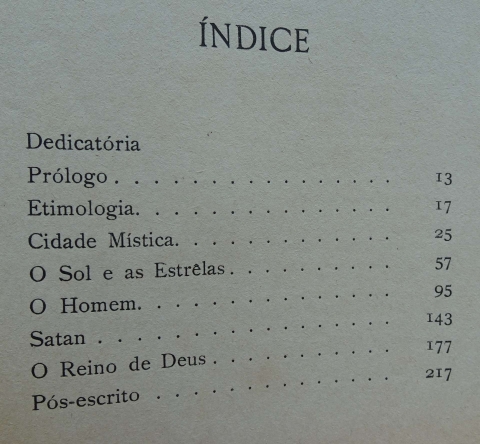 ÍNDICE
Dedicatória
Prólogo . . . . . . . . . . . . . . . 13
Etimologia. . . . . . . . . . . . . . 17
Cidade Mística. . . . . . . . . . . . 25
O Sol e as Estrêlas . . . . . . . . . 57
O Homem. . . . . . . . . . . . . . 95
Satan . . . . . . . . . . . . . . . . 143
O Reino de Deus . . . . . . . . . . 177
Pós-escrito . . . . . . . . . . . . . 217